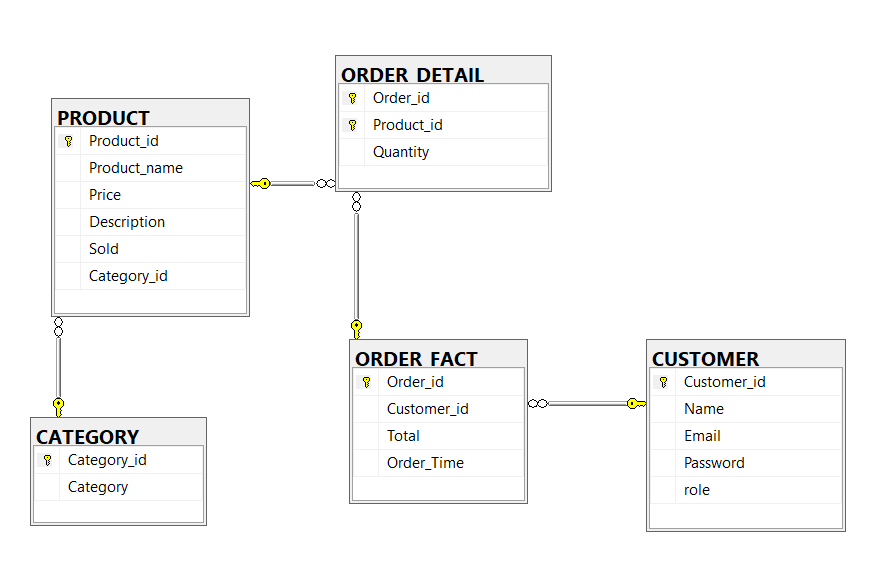 PRODUCT
Product_id
Product_name
Price
Description
Sold
Category_id
ORDER_DETAIL
Order_id
Product_id
Quantity
CATEGORY
Category_id
Category
ORDER_FACT
Order_id
Customer_id
Total
Order_Time
CUSTOMER
Customer_id
Name
Email
Password
role